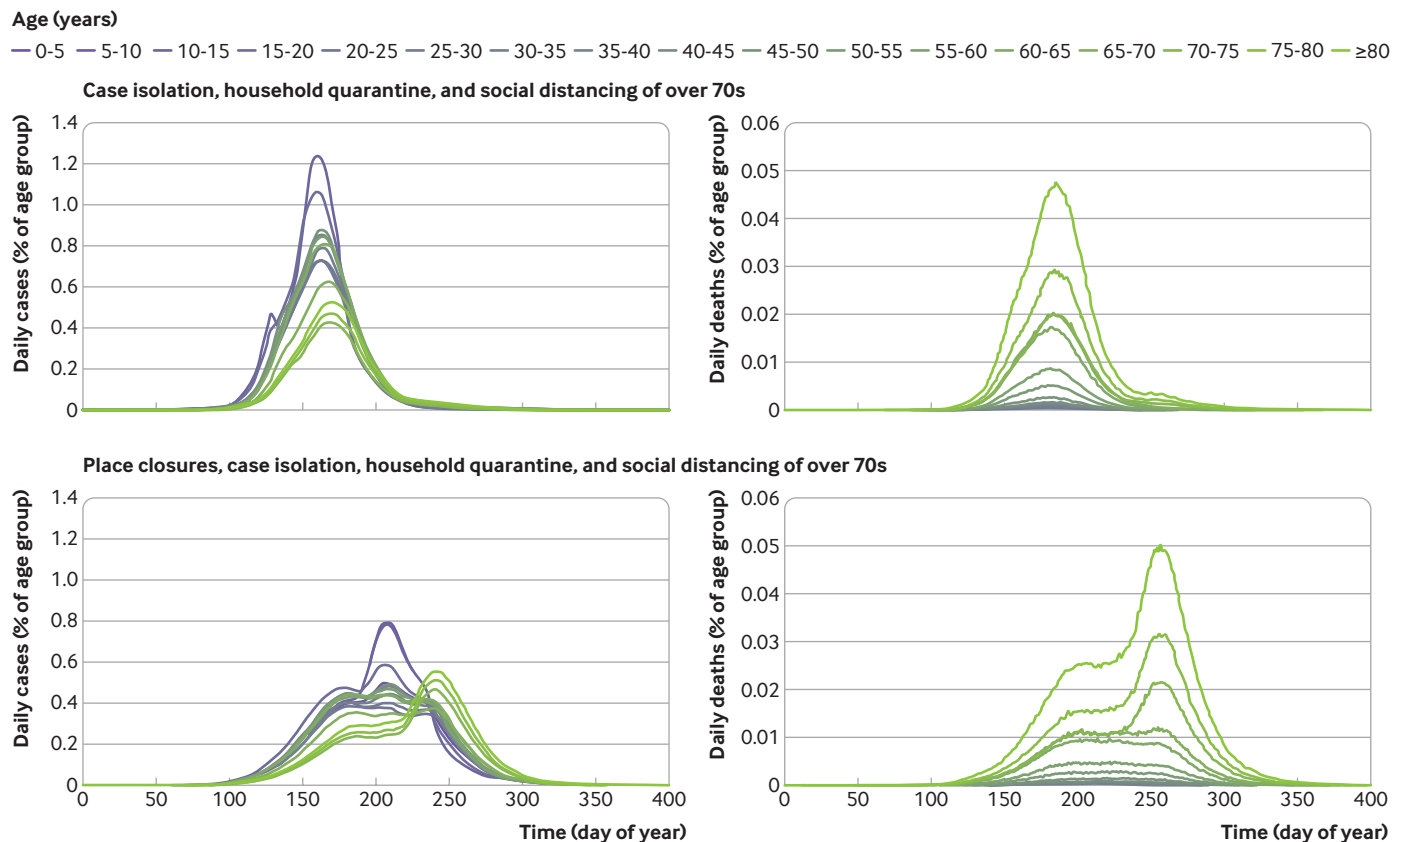 Age (years)
0-5 5-10 10-15 15-20 20-25 25-30 30-35 35-40 40-45 45-50 50-55 55-60 60-65 65-70 70-75 75-80 ≥80
Case isolation, household quarantine, and social distancing of over 70s
Daily cases (% of age group)
1.4
1.2
1.0
0.8
0.6
0.4
0.2
0
Daily deaths (% of age group)
0.06
0.05
0.04
0.03
0.02
0.01
0
Place closures, case isolation, household quarantine, and social distancing of over 70s
Daily cases (% of age group)
1.4
1.2
1.0
0.8
0.6
0.4
0.2
0
0 50 100 150 200 250 300 350 400
Time (day of year)
Daily deaths (% of age group)
0.06
0.05
0.04
0.03
0.02
0.01
0
0 50 100 150 200 250 300 350 400
Time (day of year)